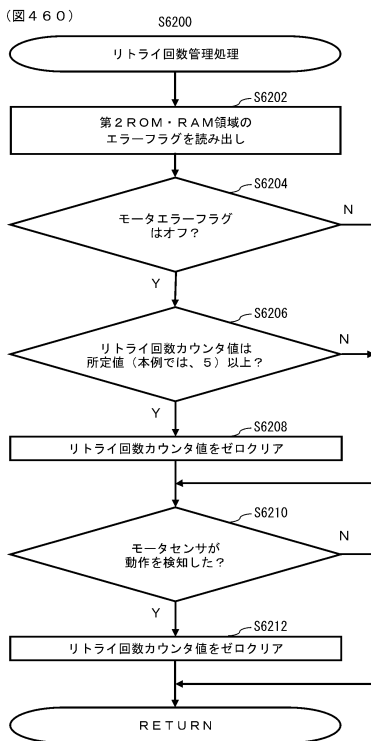 (図460)
S6200
リトライ回数管理処理
S6202
第2ROM・RAM領域の
エラーフラグを読み出し
S6204
モータエラーフラグ
はオフ?
N
Y
S6206
リトライ回数カウンタ値は
所定値(本例では、5)以上?
N
Y
S6208
リトライ回数カウンタ値をゼロクリア
S6210
モータセンサが
動作を検知した?
N
Y
S6212
リトライ回数カウンタ値をゼロクリア
RETURN